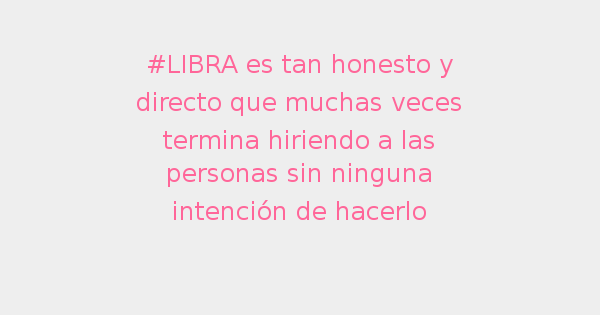 #LIBRA es tan honesto y
directo que muchas veces
termina hiriendo a las
personas sin ninguna
intención de hacerlo